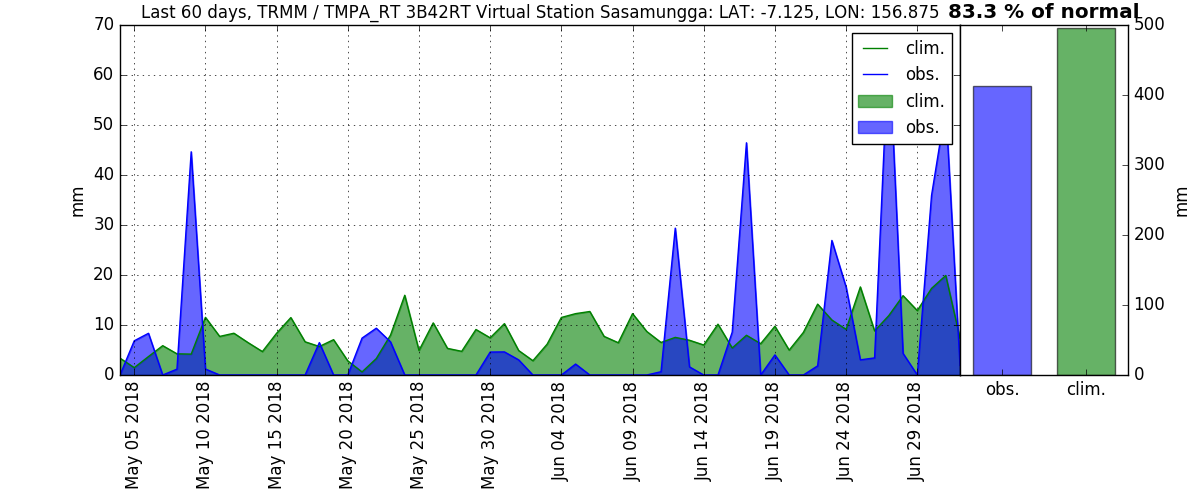 Last 60 days, TRMM / TMPA_RT 3B42RT Virtual Station Sasamungga: LAT: -7.125, LON: 156.875 83.3 % of normal
70
60
50
40
30
20
10
0
mm
clim.
obs.
clim.
obs.
500
400
300
200
100
0
mm
obs.
clim.
May 05 2018
May 10 2018
May 15 2018
May 20 2018
May 25 2018
May 30 2018
Jun 04 2018
Jun 09 2018
Jun 14 2018
Jun 19 2018
Jun 24 2018
Jun 29 2018